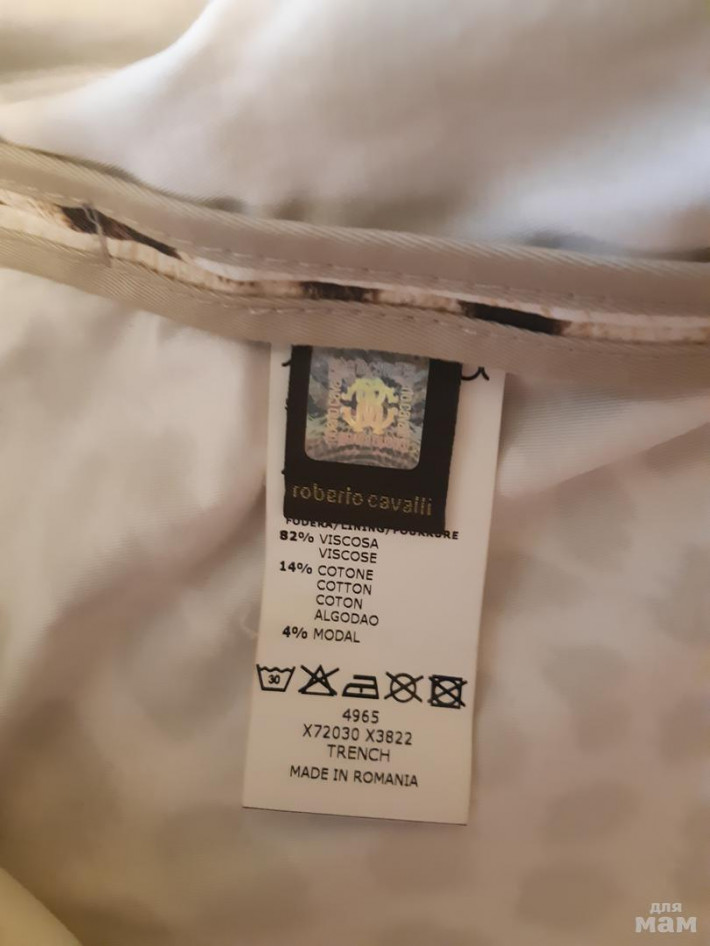 roberto cavalli
FODERA/LINING/FOURRURE
82% VISCOSA
VISCOSE
14% COTONE
COTTON
COTON
ALGODAO
4% MODAL
30
4965
X72030 X3822
TRENCH
MADE IN ROMANIA
для
мам